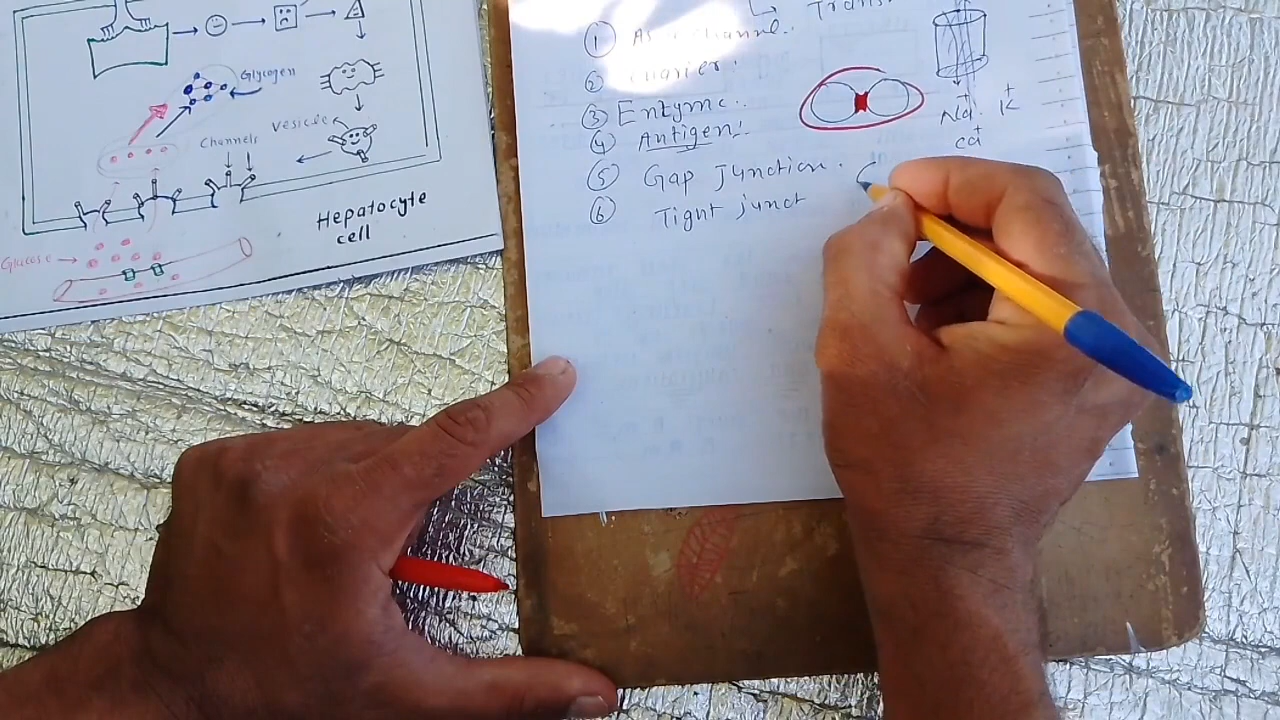 Glycogen
Channels
vesicle
Hepatocyte
cell
Glucose
Trans.
① As a channel..
② Charier.
③ Enzyme..
④ Antigen:
⑤ Gap Junction.
⑥ Tight junct
Na⁺ K⁺
ca⁺